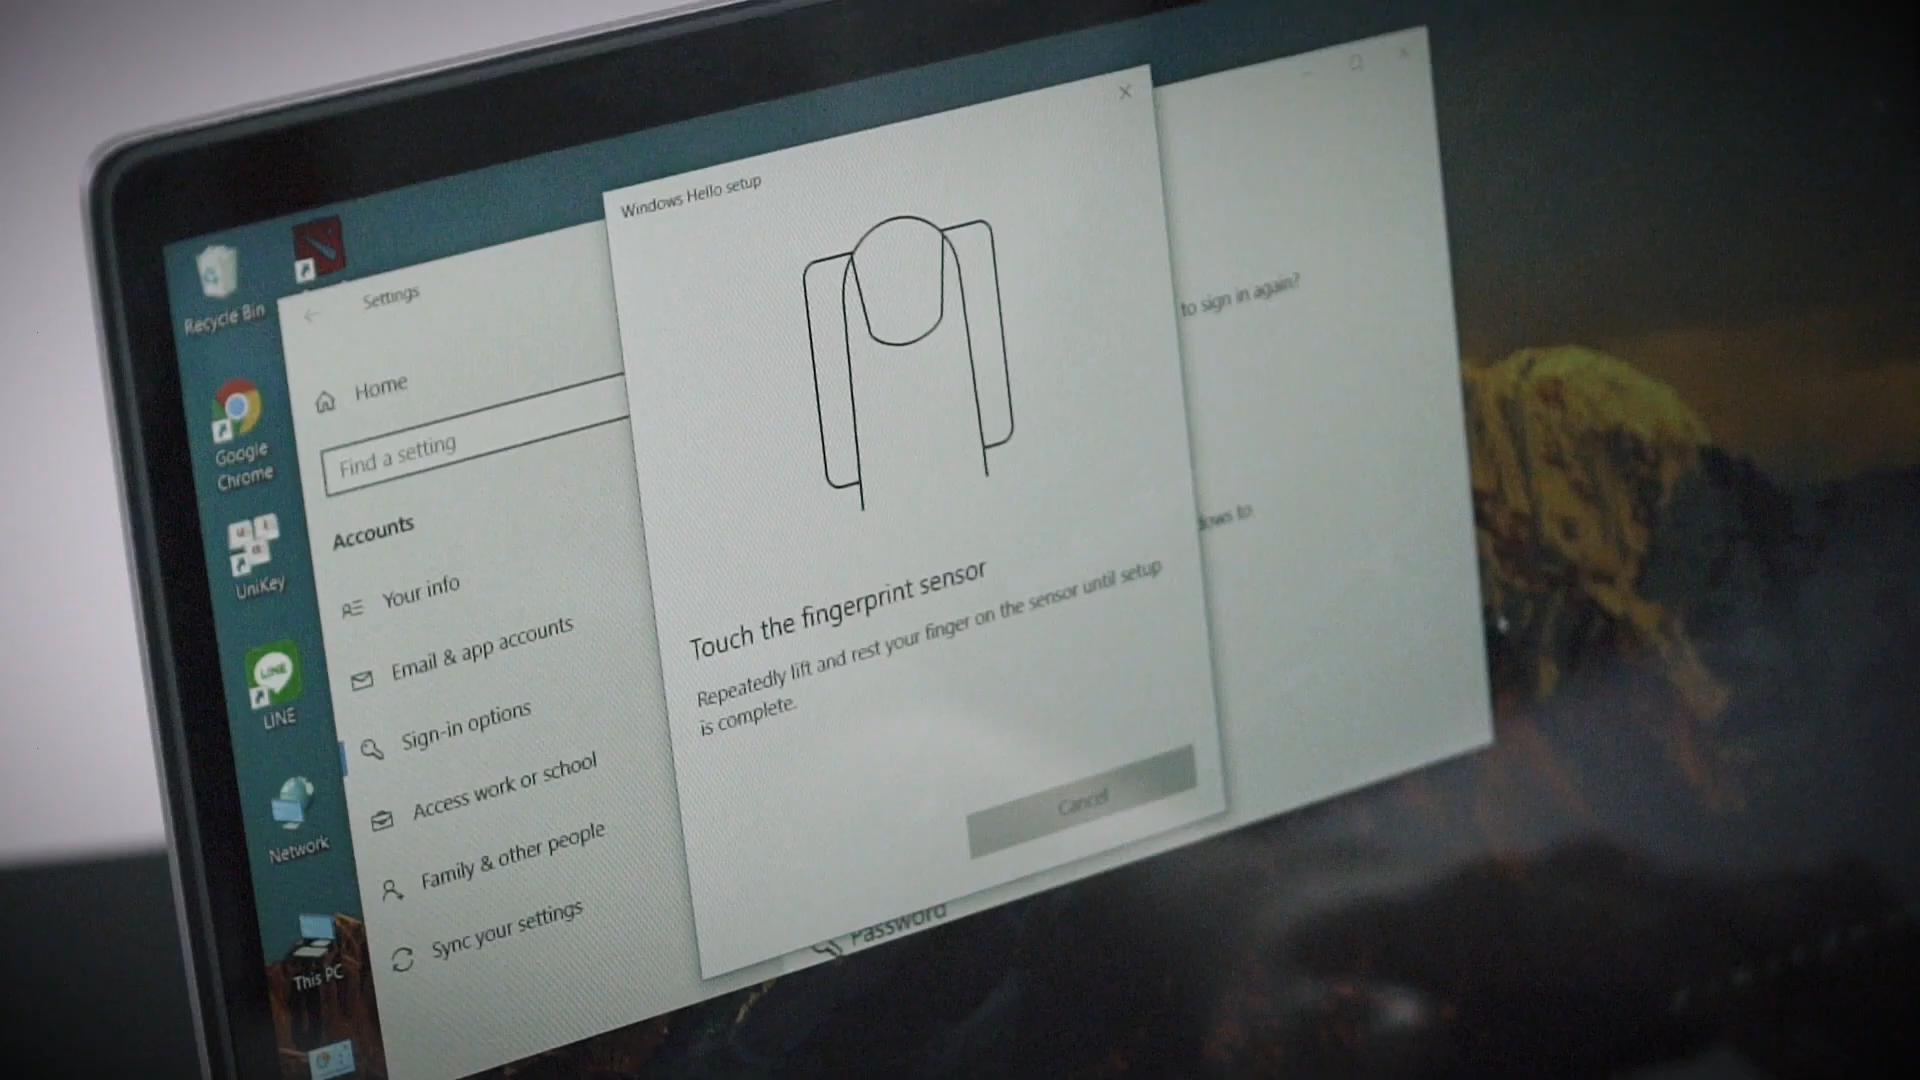 Recycle Bin
Google
Chrome
UniKey
LINE
LINE
Network
This PC
Settings
Home
Find a setting
Accounts
Your info
Email & app accounts
Sign-in options
Access work or school
Family & other people
Sync your settings
Windows Hello setup
Touch the fingerprint sensor
Repeatedly lift and rest your finger on the sensor until setup
is complete.
Cancel
to sign in again?
to
Password